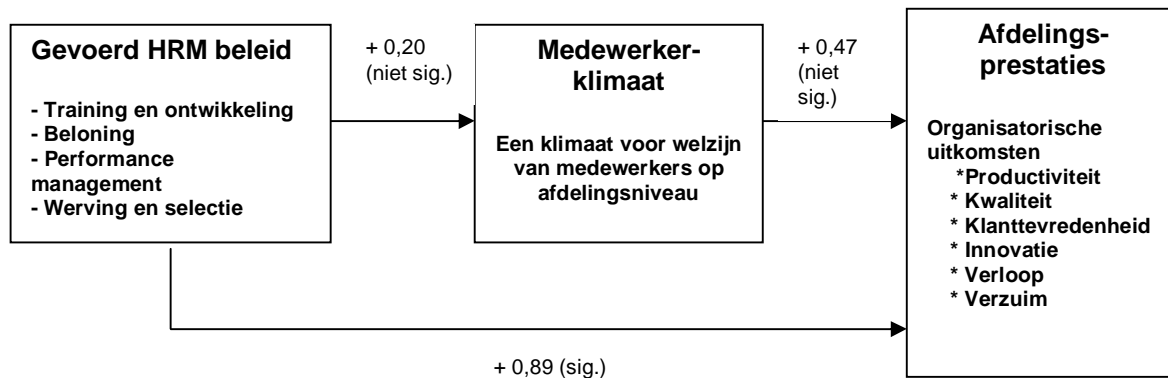 Gevoerd HRM beleid
- Training en ontwikkeling
- Beloning
- Performance
management
- Werving en selectie
+ 0,20
(niet sig.)
Medewerker-
klimaat
Een klimaat voor welzijn
van medewerkers op
afdelingsniveau
+ 0,47
(niet
sig.)
Afdelings-
prestaties
Organisatorische
uitkomsten
*Productiviteit
* Kwaliteit
* Klanttevredenheid
* Innovatie
* Verloop
* Verzuim
+ 0,89 (sig.)